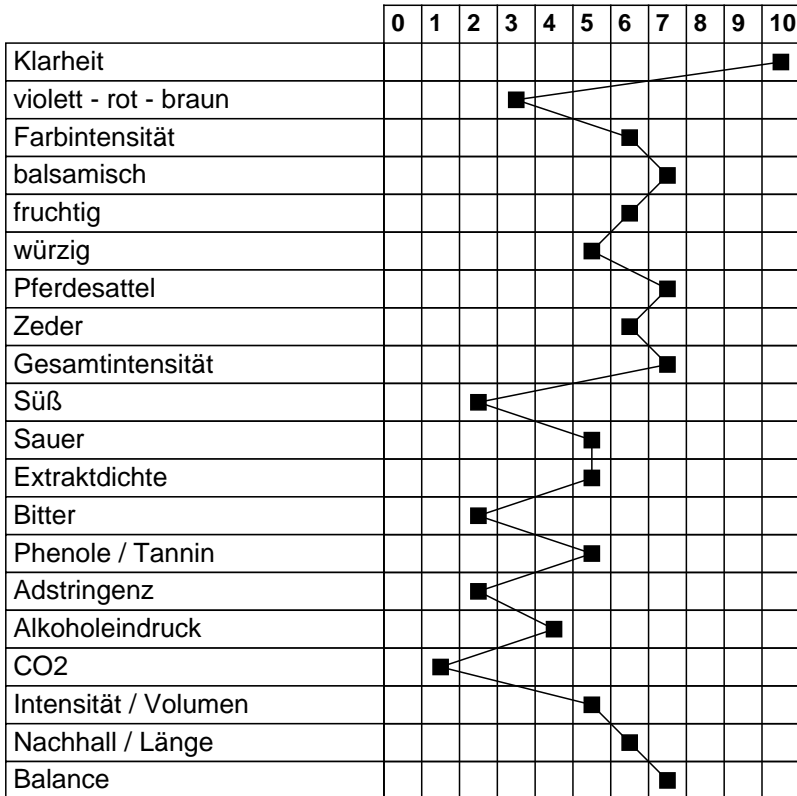 0 1 2 3 4 5 6 7 8 9 10
Klarheit
violett - rot - braun
Farbintensität
balsamisch
fruchtig
würzig
Pferdesattel
Zeder
Gesamtintensität
Süß
Sauer
Extraktdichte
Bitter
Phenole / Tannin
Adstringenz
Alkoholeindruck
CO2
Intensität / Volumen
Nachhall / Länge
Balance